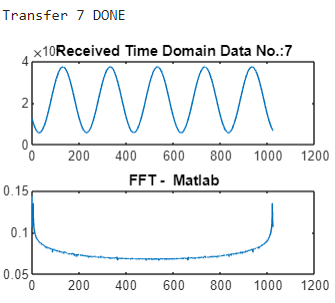 Transfer 7 DONE
4 ×10 Received Time Domain Data No.:7
2
0
0 200 400 600 800 1000 1200
FFT - Matlab
0.15
0.1
0.05
0 200 400 600 800 1000 1200